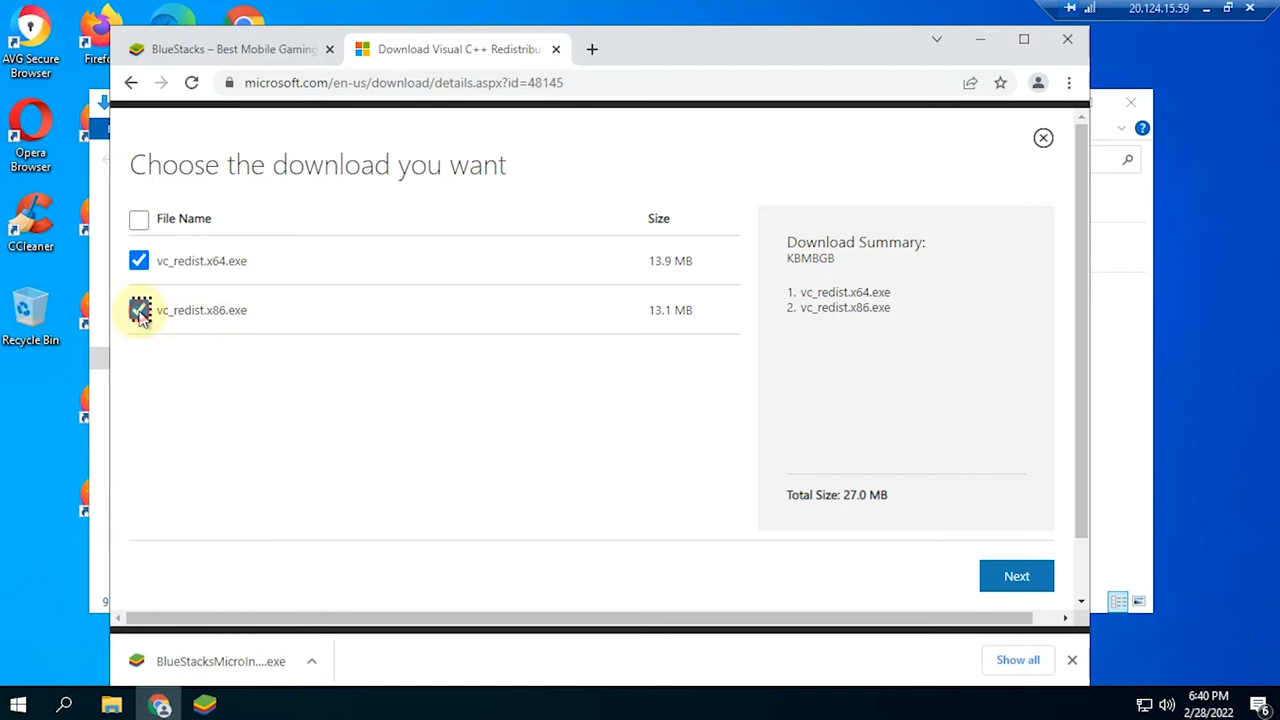 20.124.15.59
AVG Secure
Browser
Firefo
BlueStacks – Best Mobile Gaming
Download Visual C++ Redistribu
microsoft.com/en-us/download/details.aspx?id=48145
Opera
Browser
CCleaner
Recycle Bin
Choose the download you want
File Name
Size
vc_redist.x64.exe
13.9 MB
vc_redist.x86.exe
13.1 MB
Download Summary:
KBMBGB
1. vc_redist.x64.exe
2. vc_redist.x86.exe
Total Size: 27.0 MB
Next
9
BlueStacksMicroIn....exe
Show all
6:40 PM
2/28/2022
6